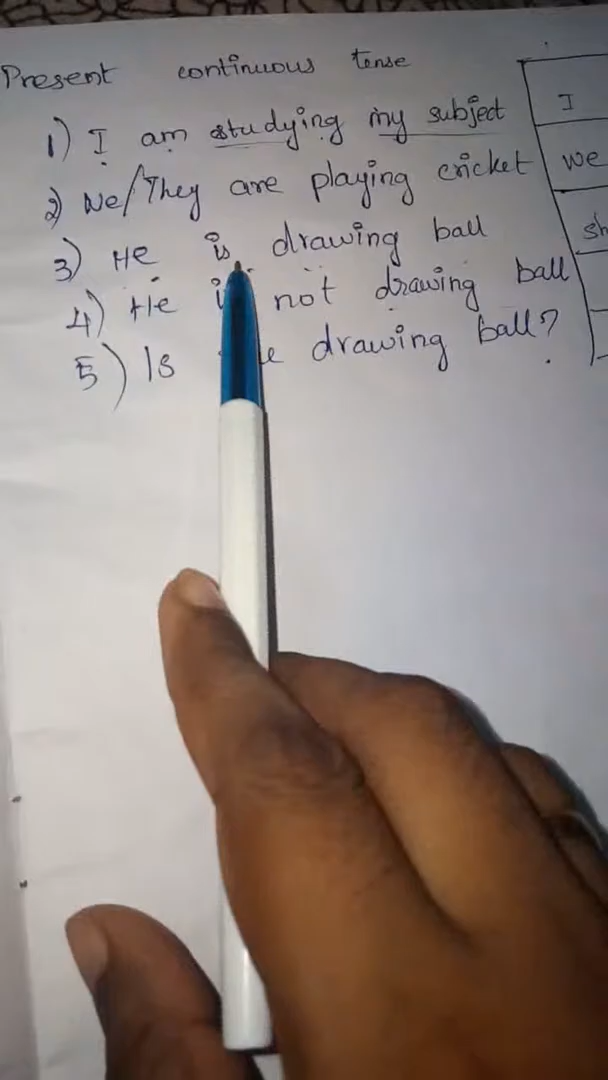 Present continuous tense
1) I am studying my subject
2) We/They are playing cricket
3) He is drawing ball
4) He not drawing ball
5) Is drawing ball?
I
we
sh